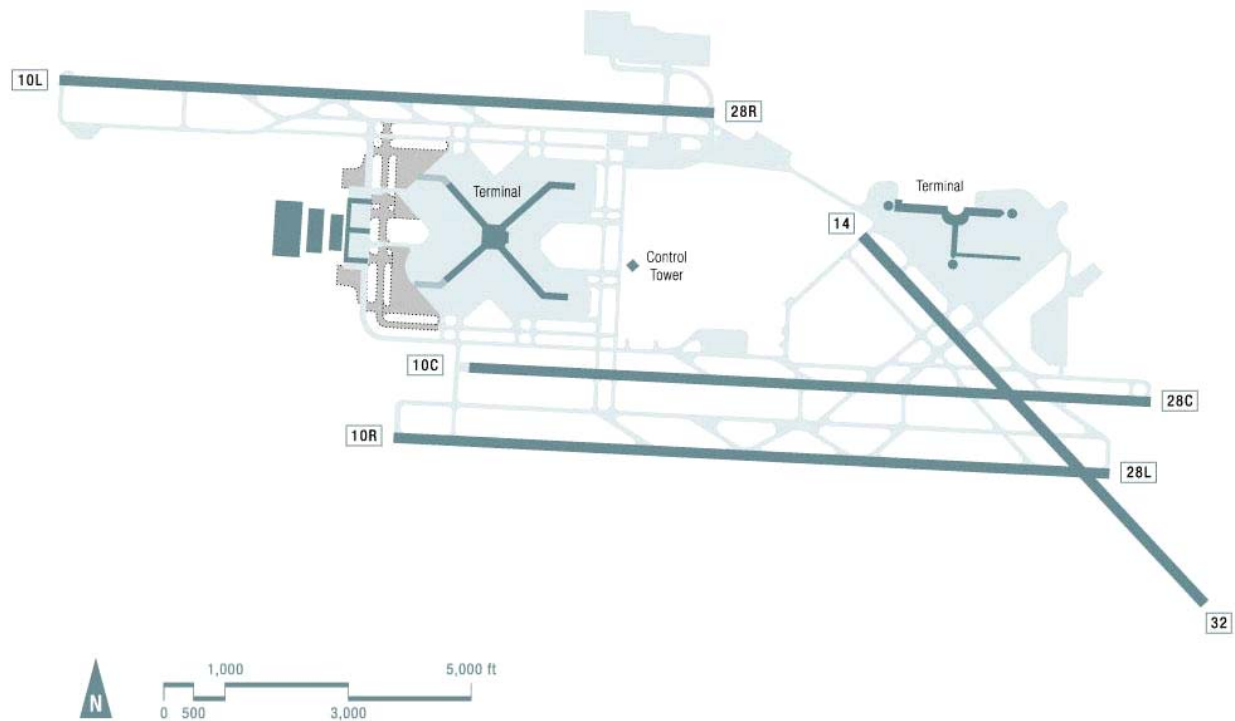 10L
28R
Terminal
Terminal
14
Control
Tower
10C
28C
10R
28L
32
N
1,000
5,000 ft
0
500
3,000